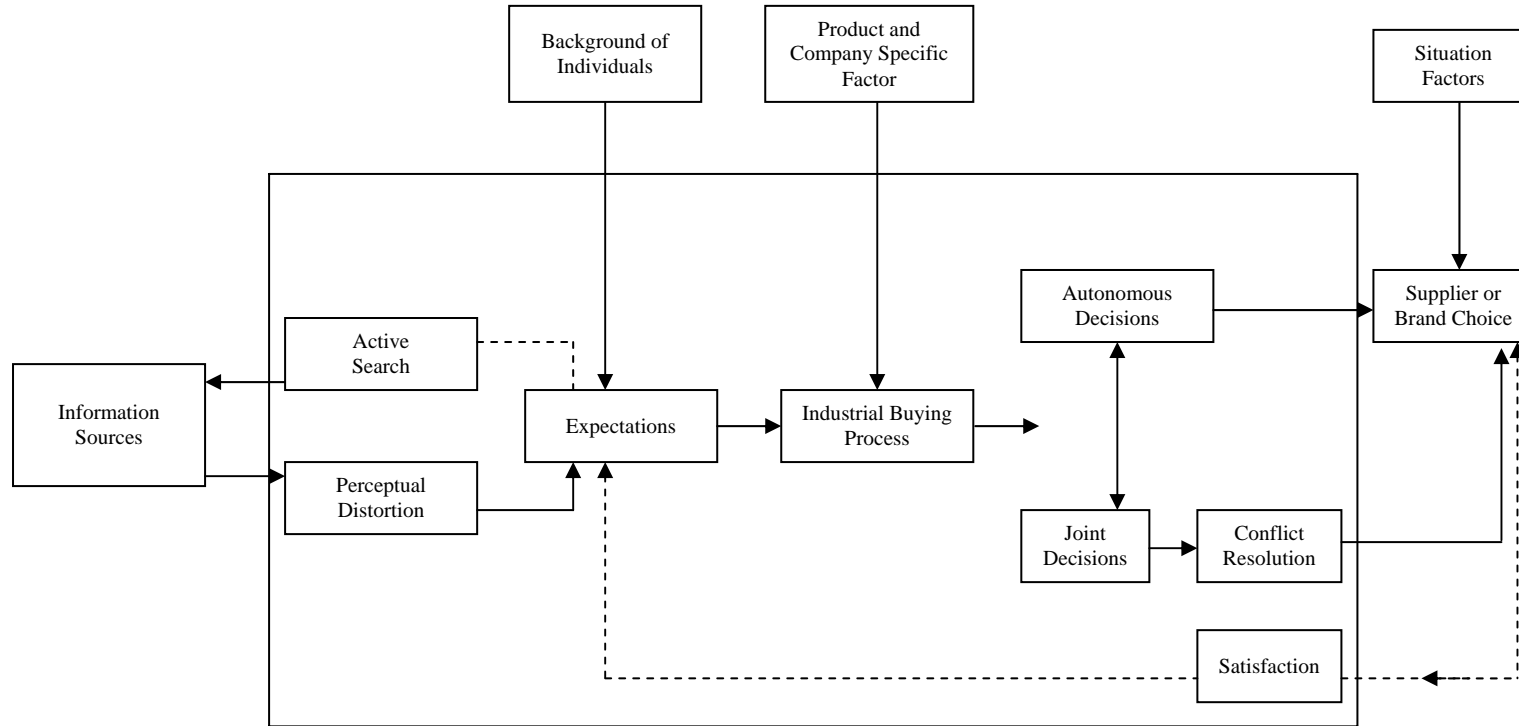 Background of
Individuals
Product and
Company Specific
Factor
Situation
Factors
Autonomous
Decisions
Supplier or
Brand Choice
Active
Search
Information
Sources
Expectations
Industrial Buying
Process
Perceptual
Distortion
Joint
Decisions
Conflict
Resolution
Satisfaction